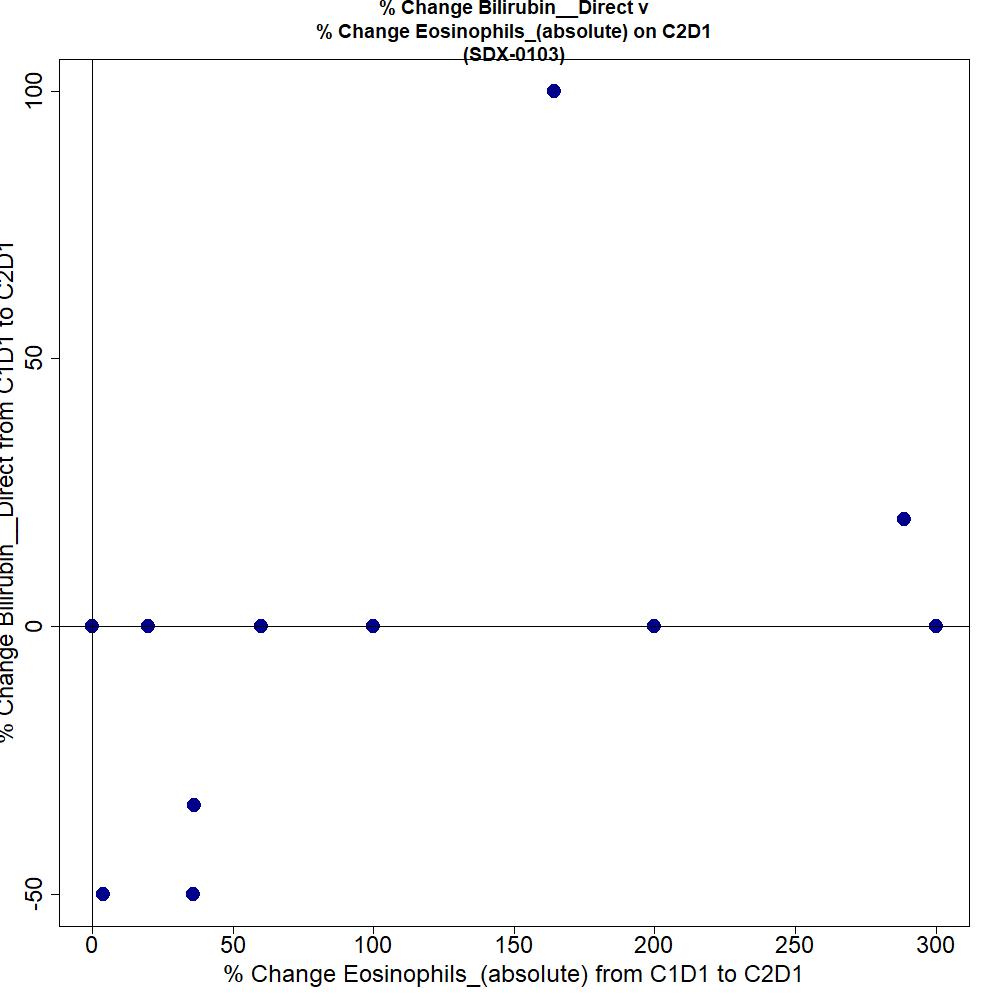 % Change Bilirubin__Direct v
% Change Eosinophils_(absolute) on C2D1
(SDX-0103)
% Change Bilirubin__Direct from C1D1 to C2D1
100
50
0
-50
0 50 100 150 200 250 300
% Change Eosinophils_(absolute) from C1D1 to C2D1